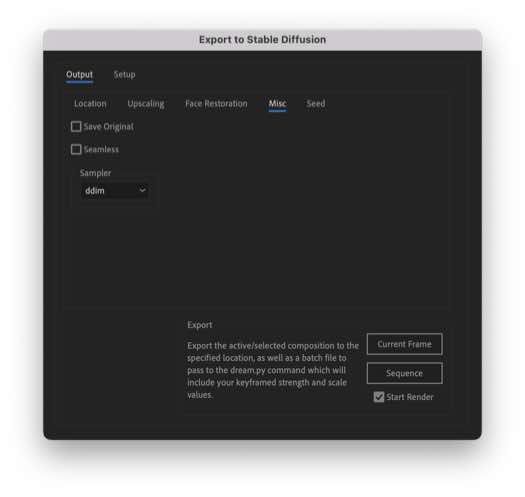 Export to Stable Diffusion
Output Setup
Location Upscaling Face Restoration Misc Seed
Save Original
Seamless
Sampler
ddim
Export
Export the active/selected composition to the
specified location, as well as a batch file to
pass to the dream.py command which will
include your keyframed strength and scale
values.
Current Frame
Sequence
Start Render